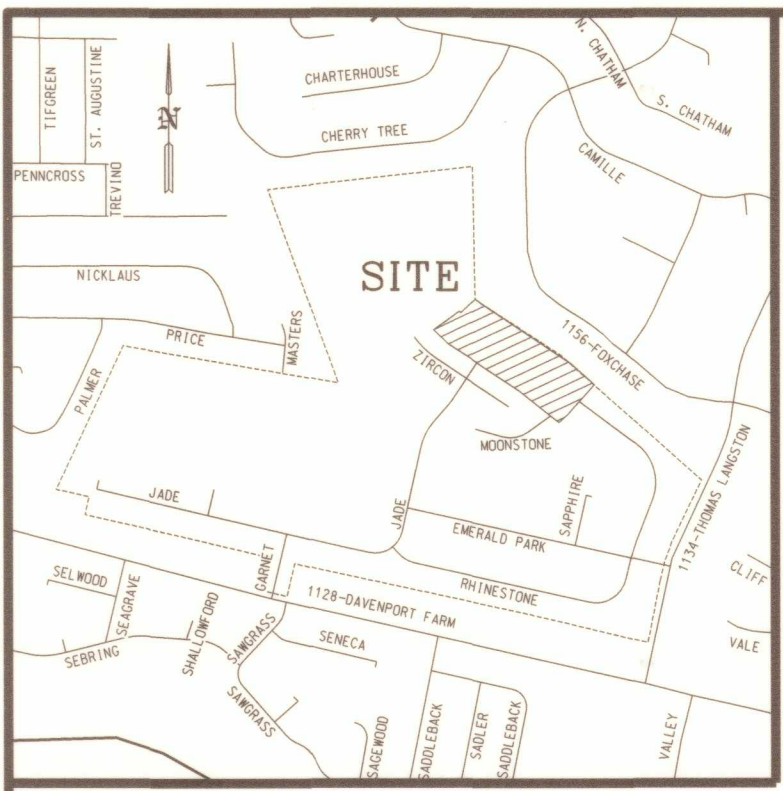 TIFGREEN
ST. AUGUSTINE
N
CHARTERHOUSE
N. CHATHAM
S. CHATHAM
CHERRY TREE
PENNCROSS
TREVINO
CAMILLE
NICKLAUS
SITE
PRICE
MASTERS
1156-FOXCHASE
ZIRCON
PALMER
MOONSTONE
1134-THOMAS LANGSTON
JADE
JADE
SAPPHIRE
EMERALD PARK
GARNET
RHINESTONE
CLIFF
SELWOOD
SEAGRAVE
1128-DAVENPORT FARM
SHALLOWFORD
SAWGRASS
SENECA
VALE
SEBRING
SAWGRASS
SAGEWOOD
SADDLEBACK
SADLER
SADDLEBACK
VALLEY